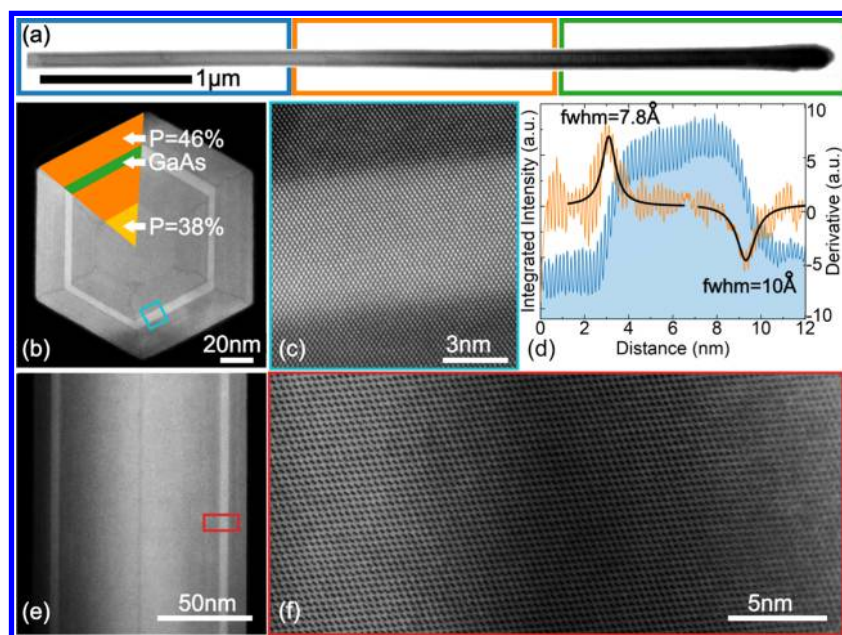 (a)
1µm
P=46%
GaAs
P=38%
(b)
20nm
(c)
3nm
fwhm=7.8Å
fwhm=10Å
Integrated Intensity (a.u.)
Derivative (a.u.)
10
5
0
-5
-10
0 2 4 6 8 10 12
(d) Distance (nm)
(e)
50nm
(f)
5nm